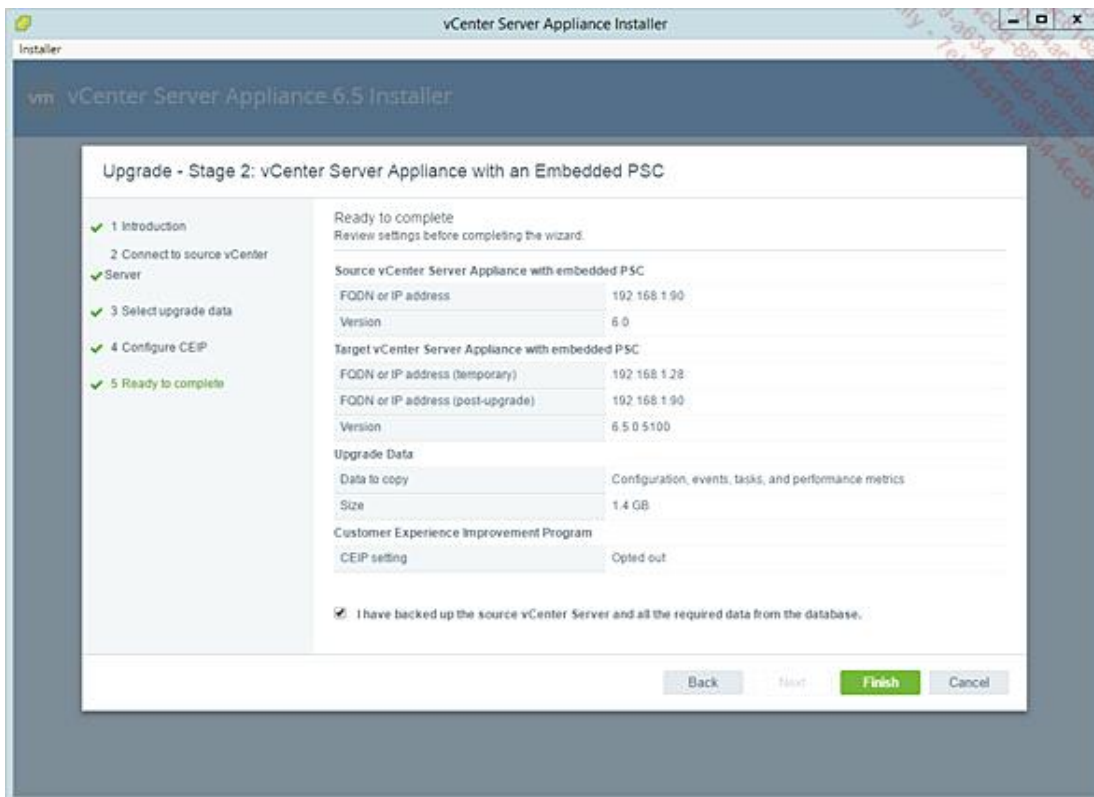 vCenter Server Appliance Installer
Installer
vm vCenter Server Appliance 6.5 Installer
Upgrade - Stage 2: vCenter Server Appliance with an Embedded PSC
1 Introduction
2 Connect to source vCenter
Server
3 Select upgrade data
4 Configure CEIP
5 Ready to complete
Ready to complete
Review settings before completing the wizard.
Source vCenter Server Appliance with embedded PSC
FQDN or IP address 192.168.1.90
Version 6.0
Target vCenter Server Appliance with embedded PSC
FQDN or IP address (temporary) 192.168.1.28
FQDN or IP address (post-upgrade) 192.168.1.90
Version 6.5.0.5100
Upgrade Data
Data to copy Configuration, events, tasks, and performance metrics
Size 1.4 GB
Customer Experience Improvement Program
CEIP setting Opted out
I have backed up the source vCenter Server and all the required data from the database.
Back Next Finish Cancel